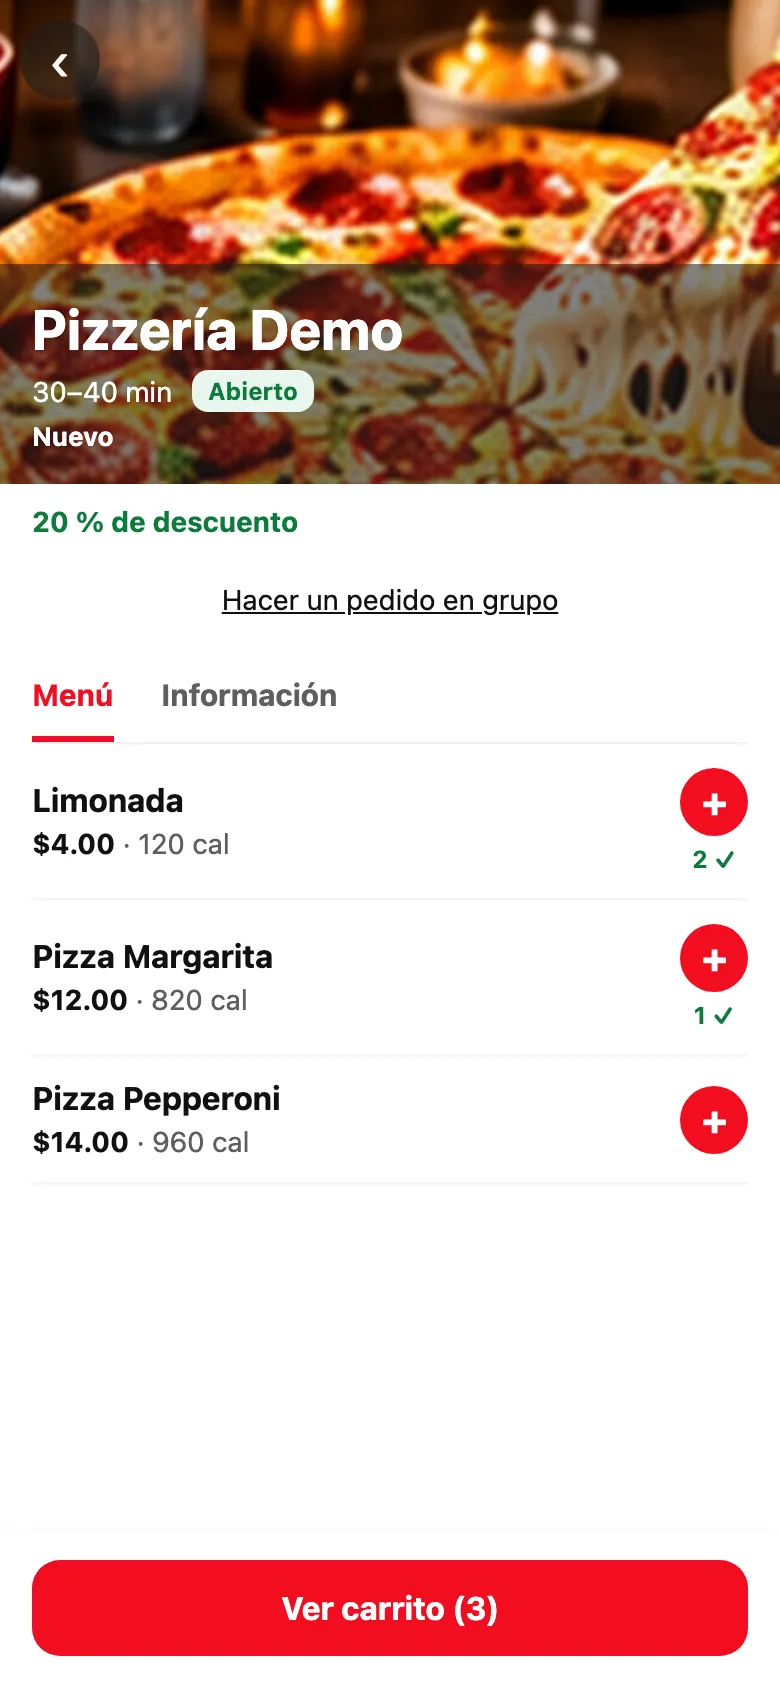 Pizzería Demo
30–40 min Abierto
Nuevo
20 % de descuento
Hacer un pedido en grupo
Menú Información
Limonada
$4.00 · 120 cal
2 ✓
Pizza Margarita
$12.00 · 820 cal
1 ✓
Pizza Pepperoni
$14.00 · 960 cal
Ver carrito (3)